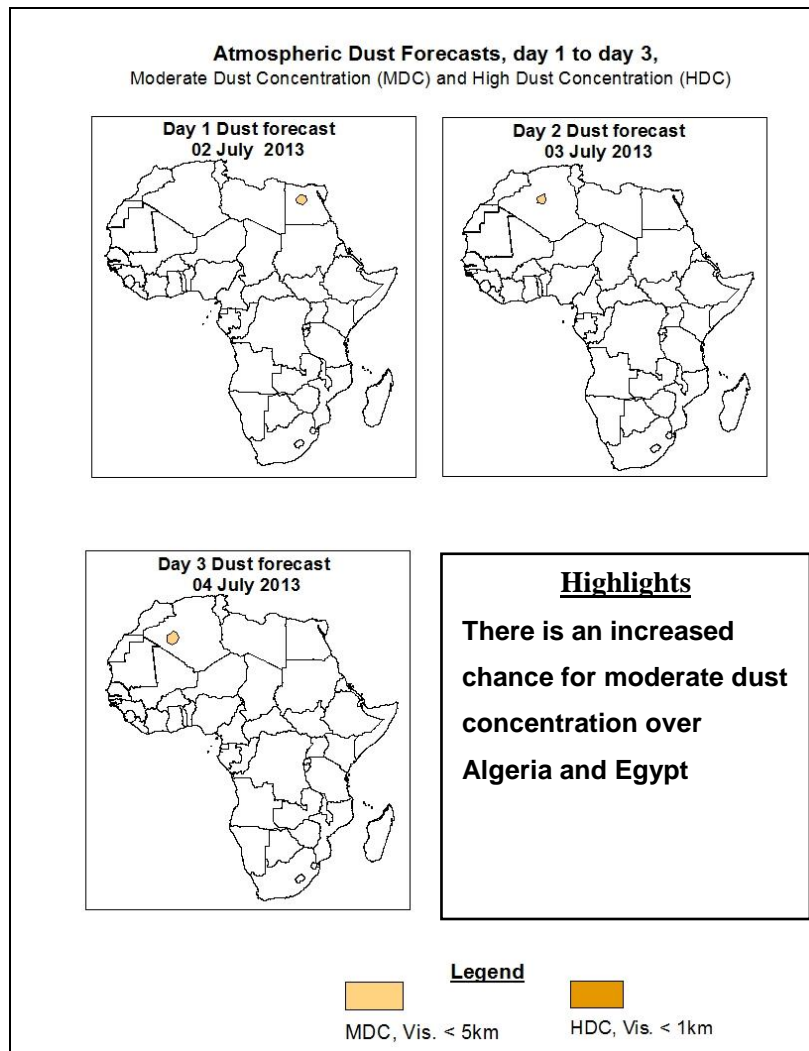 Atmospheric Dust Forecasts, day 1 to day 3,
Moderate Dust Concentration (MDC) and High Dust Concentration (HDC)
Day 1 Dust forecast
02 July 2013
Day 2 Dust forecast
03 July 2013
Day 3 Dust forecast
04 July 2013
Highlights
There is an increased
chance for moderate dust
concentration over
Algeria and Egypt
Legend
MDC, Vis. < 5km
HDC, Vis. < 1km